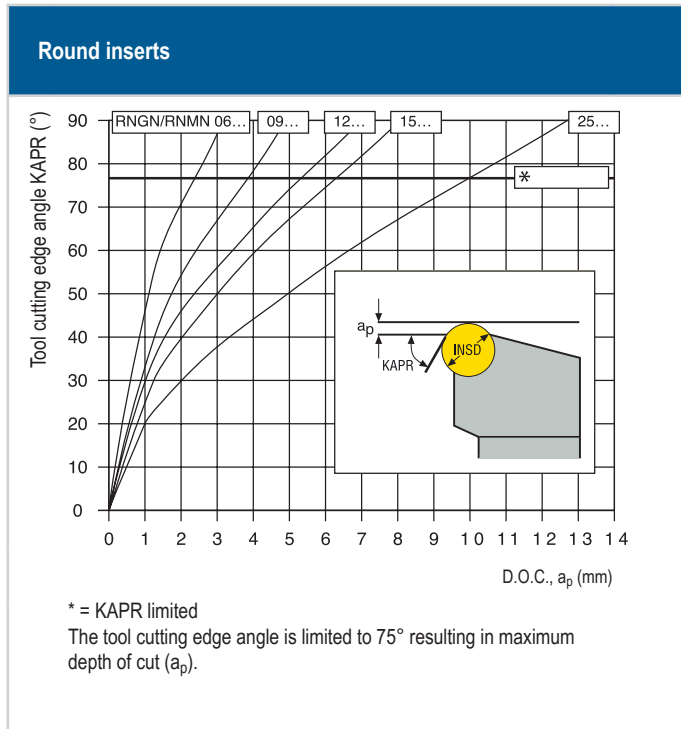 Round inserts
Tool cutting edge angle KAPR (°)
90
80
70
60
50
40
30
20
10
0
RNGN/RNMN 06... 09... 12... 15... 25...
*
ap
KAPR
INSD
0 1 2 3 4 5 6 7 8 9 10 11 12 13 14
D.O.C., ap (mm)
* = KAPR limited
The tool cutting edge angle is limited to 75° resulting in maximum
depth of cut (ap).